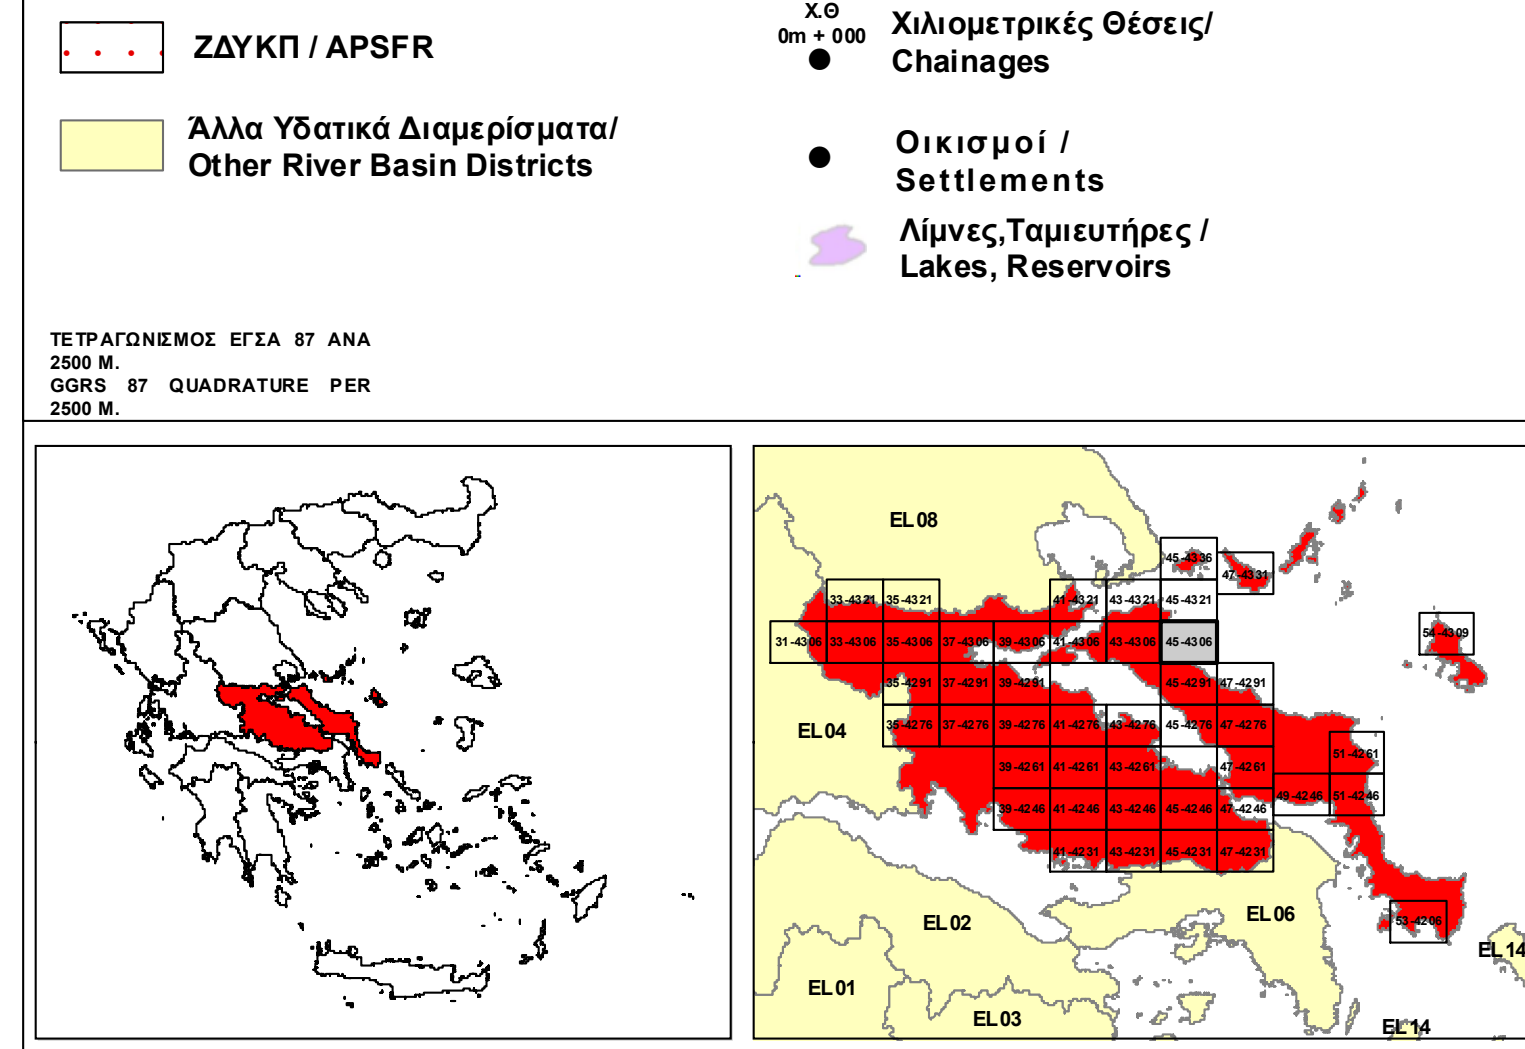 ΖΔΥΚΠ / APSFR
Άλλα Υδατικά Διαμερίσματα/
Other River Basin Districts
Χ.Θ
0m + 000
Χιλιομετρικές Θέσεις/
Chainages
Οικισμοί /
Settlements
Λίμνες,Ταμιευτήρες /
Lakes, Reservoirs
ΤΕΤΡΑΓΩΝΙΣΜΟΣ ΕΓΣΑ 87 ΑΝΑ
2500 Μ.
GGRS 87 QUADRATURE PER
2500 M.
EL08
45-4336
47-4331
33-4321 35-4321 41-4321 43-4321 45-4321
54-4309
31-4306 33-4306 35-4306 37-4306 39-4306 41-4306 43-4306 45-4306
35-4291 37-4291 39-4291 45-4291 47-4291
EL04
35-4276 37-4276 39-4276 41-4276 43-4276 45-4276 47-4276
51-4261
39-4261 41-4261 43-4261 47-4261
49-4246 51-4246
39-4246 41-4246 43-4246 45-4246 47-4246
41-4231 43-4231 45-4231 47-4231
EL02
EL06
53-4206
EL14
EL01
EL03
EL14